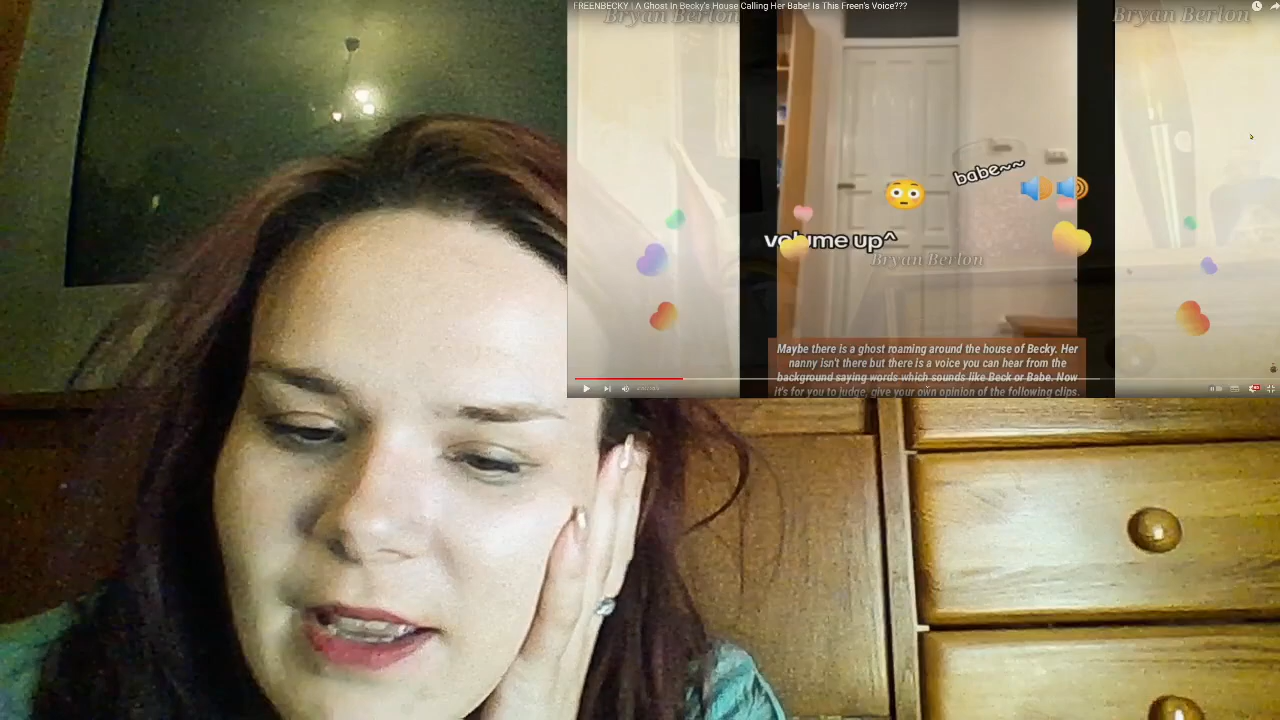 FREENBECKY | A Ghost In Becky's House Calling Her Babe! Is This Freen's Voice???
Bryan Berlon
Bryan Berlon
babe~~
volume up^
Bryan Berlon
Maybe there is a ghost roaming around the house of Becky. Her
nanny isn't there but there is a voice you can hear from the
background saying words which sounds like Beck or Babe. Now
it's for you to judge, give your own opinion of the following clips.